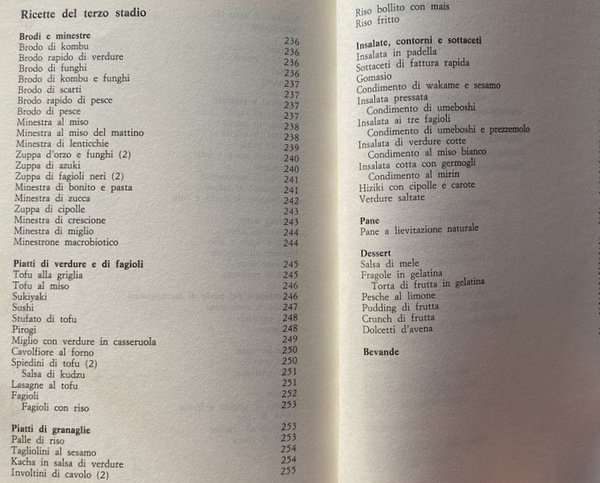 Ricette del terzo stadio
Brodi e minestre 236
Brodo di kombu 236
Brodo rapido di verdure 236
Brodo di funghi 236
Brodo di kombu e funghi 237
Brodo di scarti 237
Brodo rapido di pesce 237
Brodo di pesce 237
Minestra al miso 238
Minestra al miso del mattino 238
Minestra di lenticchie 239
Zuppa d'orzo e funghi (2) 240
Zuppa di azuki 240
Zuppa di fagioli neri (2) 241
Minestra di bonito e pasta 241
Minestra di zucca 242
Zuppa di cipolle 243
Minestra di crescione 243
Minestra di miglio 244
Minestrone macrobiotico 244
Piatti di verdure e di fagioli 245
Tofu alla griglia 245
Tofu al miso 246
Sukiyaki 246
Sushi 247
Stufato di tofu 248
Pirogi 248
Miglio con verdure in casseruola 249
Cavolfiore al forno 250
Spiedini di tofu (2) 250
Salsa di kudzu 251
Lasagne al tofu 251
Fagioli 252
Fagioli con riso 253
Piatti di granaglie 253
Palle di riso 253
Tagliolini al sesamo 254
Kacha in salsa di verdure 254
Involtini di cavolo (2) 255
Riso bollito con mais
Riso fritto
Insalate, contorni e sottaceti
Insalata in padella
Sottaceti di fattura rapida
Gomasio
Condimento di wakame e sesamo
Insalata pressata
Condimento di umeboshi
Insalata ai tre fagioli
Condimento di umeboshi e prezzemolo
Insalata di verdure cotte
Condimento al miso bianco
Insalata cotta con germogli
Condimento al mirin
Hiziki con cipolle e carote
Verdure saltate
Pane
Pane a lievitazione naturale
Dessert
Salsa di mele
Fragole in gelatina
Torta di frutta in gelatina
Pesche al limone
Pudding di frutta
Crunch di frutta
Dolcetti d'avena
Bevande